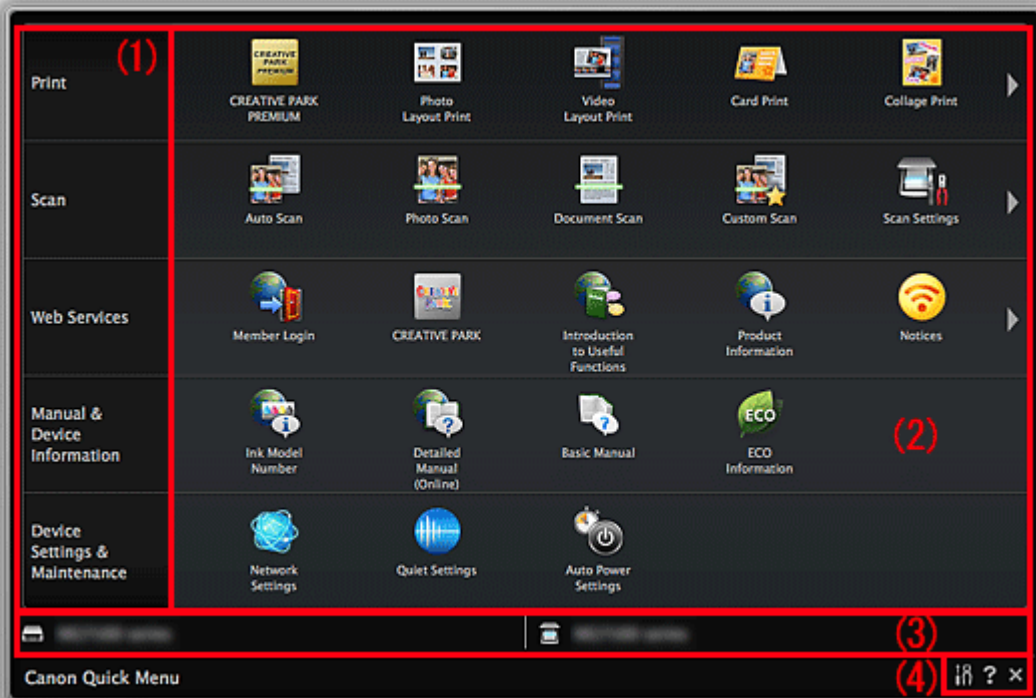 (1)
Print
CREATIVE PARK PREMIUM
CREATIVE PARK
PREMIUM
Photo
Layout Print
Video
Layout Print
Card Print
Collage Print
Scan
Auto Scan
Photo Scan
Document Scan
Custom Scan
Scan Settings
Web Services
Member Login
CREATIVE PARK
CREATIVE PARK
Introduction
to Useful
Functions
Product
Information
Notices
Manual &
Device
Information
Ink Model
Number
Detailed
Manual
(Online)
Basic Manual
ECO
ECO
Information
(2)
Device
Settings &
Maintenance
Network
Settings
Quiet Settings
Auto Power
Settings
(3)
Canon Quick Menu
(4)
?